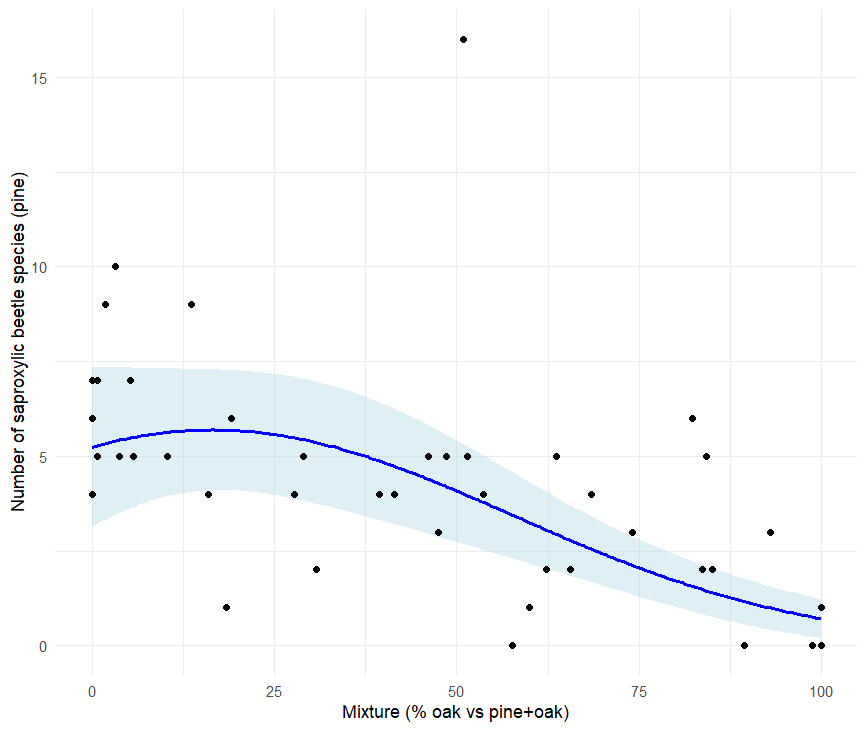 Number of saproxylic beetle species (pine)
15
10
5
0
0 25 50 75 100
Mixture (% oak vs pine+oak)